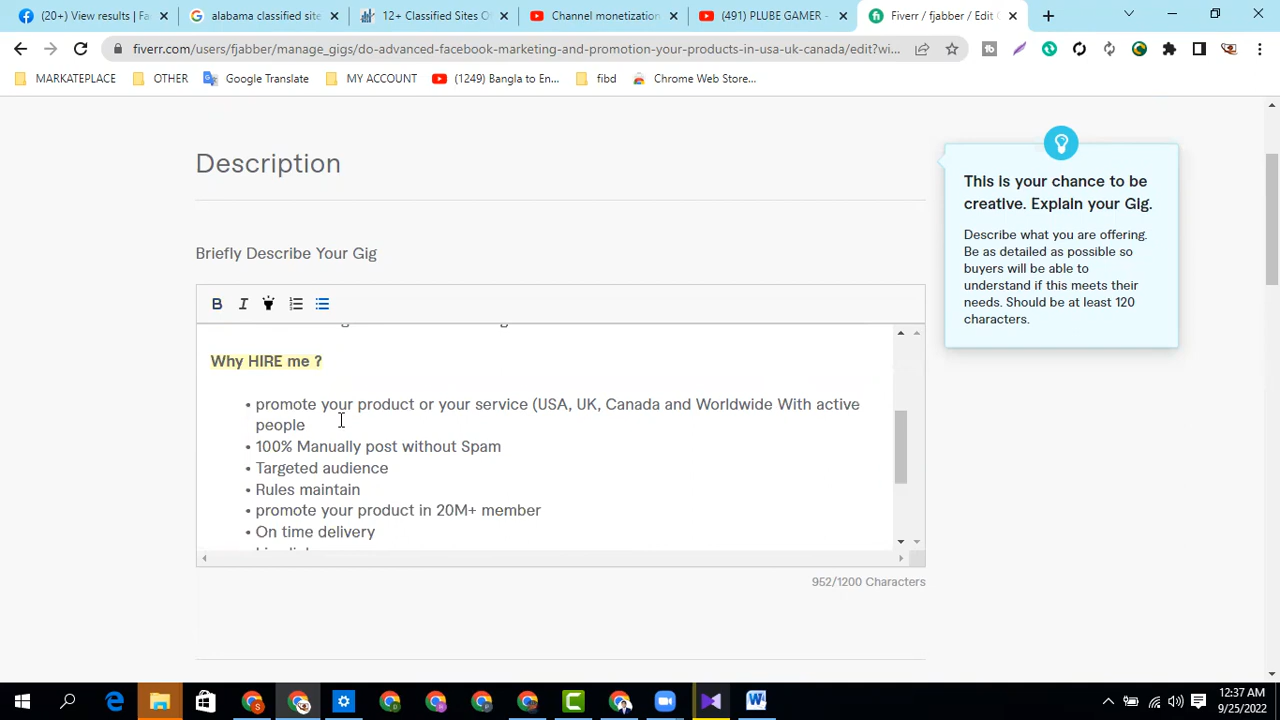 (20+) View results | Fa
alabama classified site
12+ Classified Sites O
Channel monetization
(491) PLUBE GAMER -
Fiverr / fjabber / Edit G
fiverr.com/users/fjabber/manage_gigs/do-advanced-facebook-marketing-and-promotion-your-products-in-usa-uk-canada/edit?wi...
MARKATEPLACE
OTHER
Google Translate
MY ACCOUNT
(1249) Bangla to En...
fibd
Chrome Web Store...
Description
Briefly Describe Your Gig
B I
Why HIRE me ?
• promote your product or your service (USA, UK, Canada and Worldwide With active
people
• 100% Manually post without Spam
• Targeted audience
• Rules maintain
• promote your product in 20M+ member
• On time delivery
952/1200 Characters
This is your chance to be
creative. Explain your Gig.
Describe what you are offering.
Be as detailed as possible so
buyers will be able to
understand if this meets their
needs. Should be at least 120
characters.
12:37 AM
9/25/2022